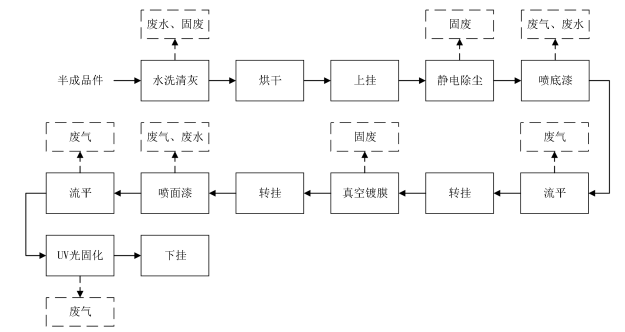 废水、固废
固废
废气、废水
半成品件
水洗清灰
烘干
上挂
静电除尘
喷底漆
废气
废气、废水
固废
废气
流平
喷面漆
转挂
真空镀膜
转挂
流平
UV光固化
下挂
废气